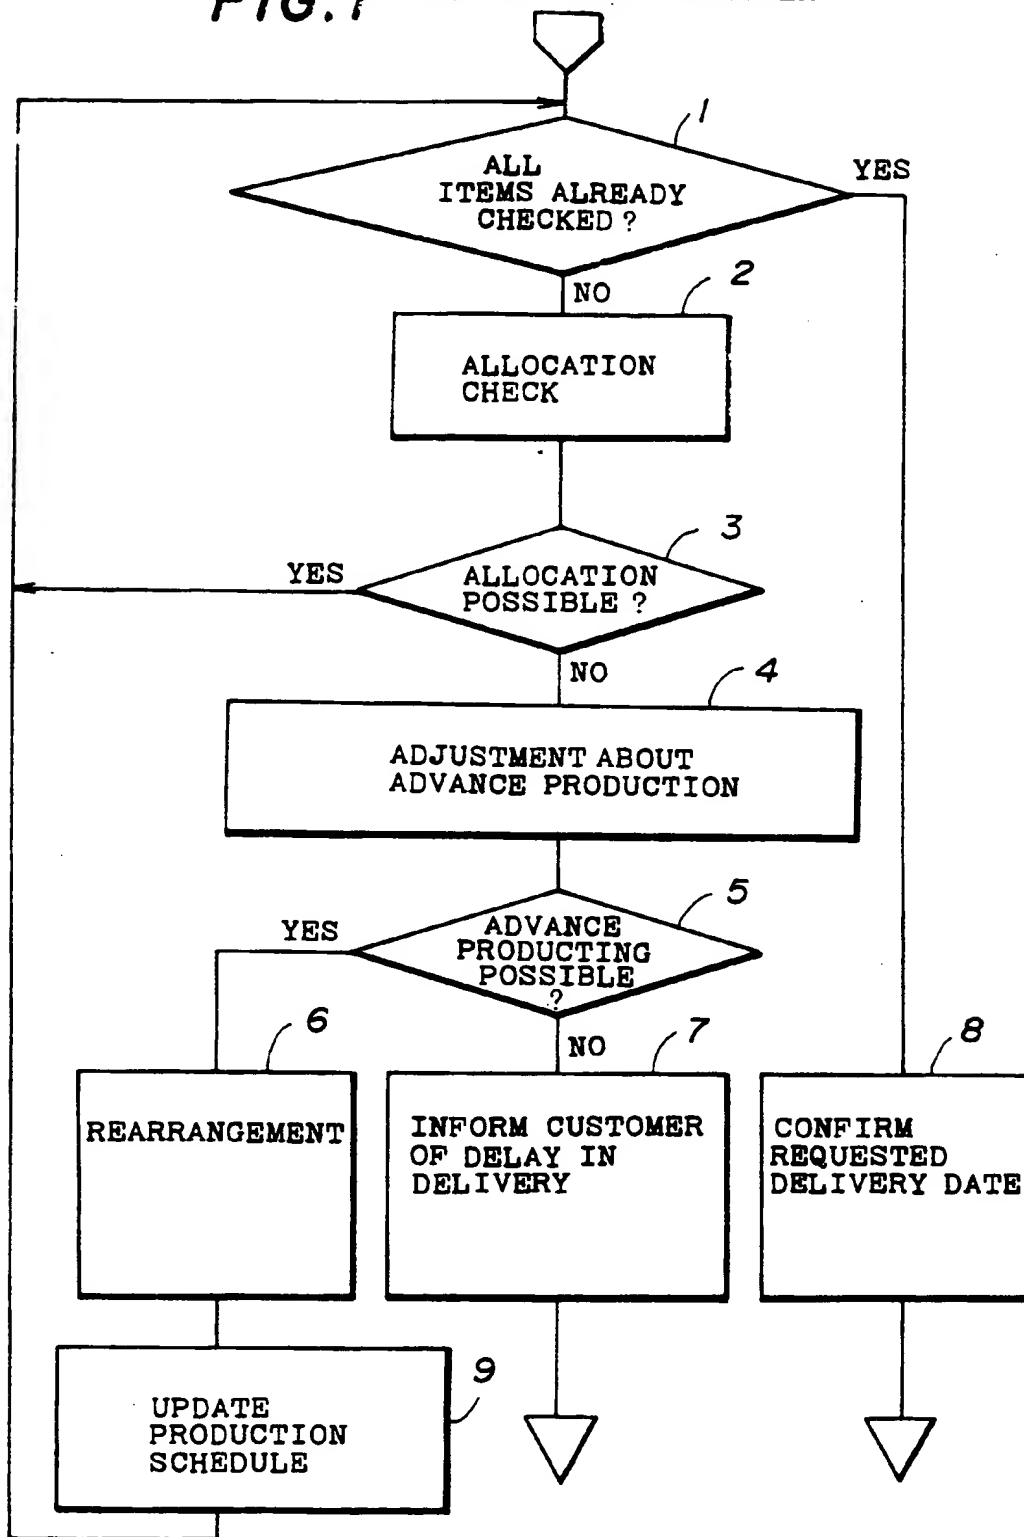 FIG.1
1
ALL
ITEMS ALREADY
CHECKED?
YES
NO
2
ALLOCATION
CHECK
3
YES
ALLOCATION
POSSIBLE?
NO
4
ADJUSTMENT ABOUT
ADVANCE PRODUCTION
5
YES
ADVANCE
PRODUCTING
POSSIBLE
?
NO
6
7
8
REARRANGEMENT
INFORM CUSTOMER
OF DELAY IN
DELIVERY
CONFIRM
REQUESTED
DELIVERY DATE
9
UPDATE
PRODUCTION
SCHEDULE